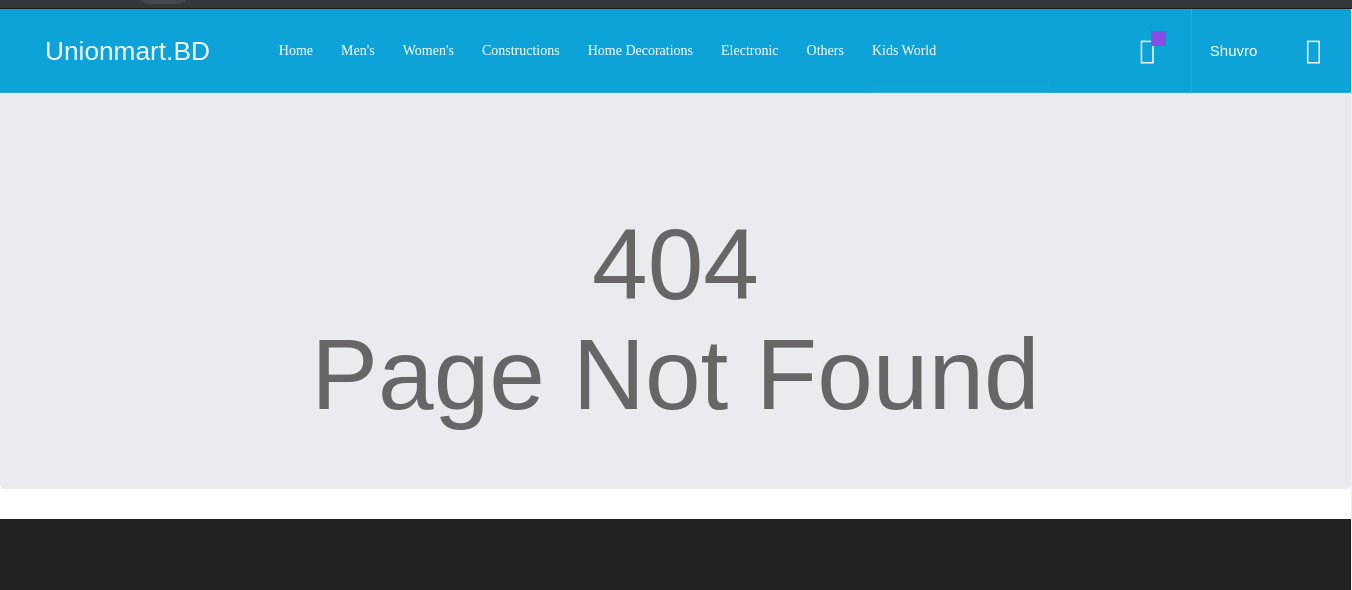 Unionmart.BD Home Men's Women's Constructions Home Decorations Electronic Others Kids World Shuvro
404
Page Not Found